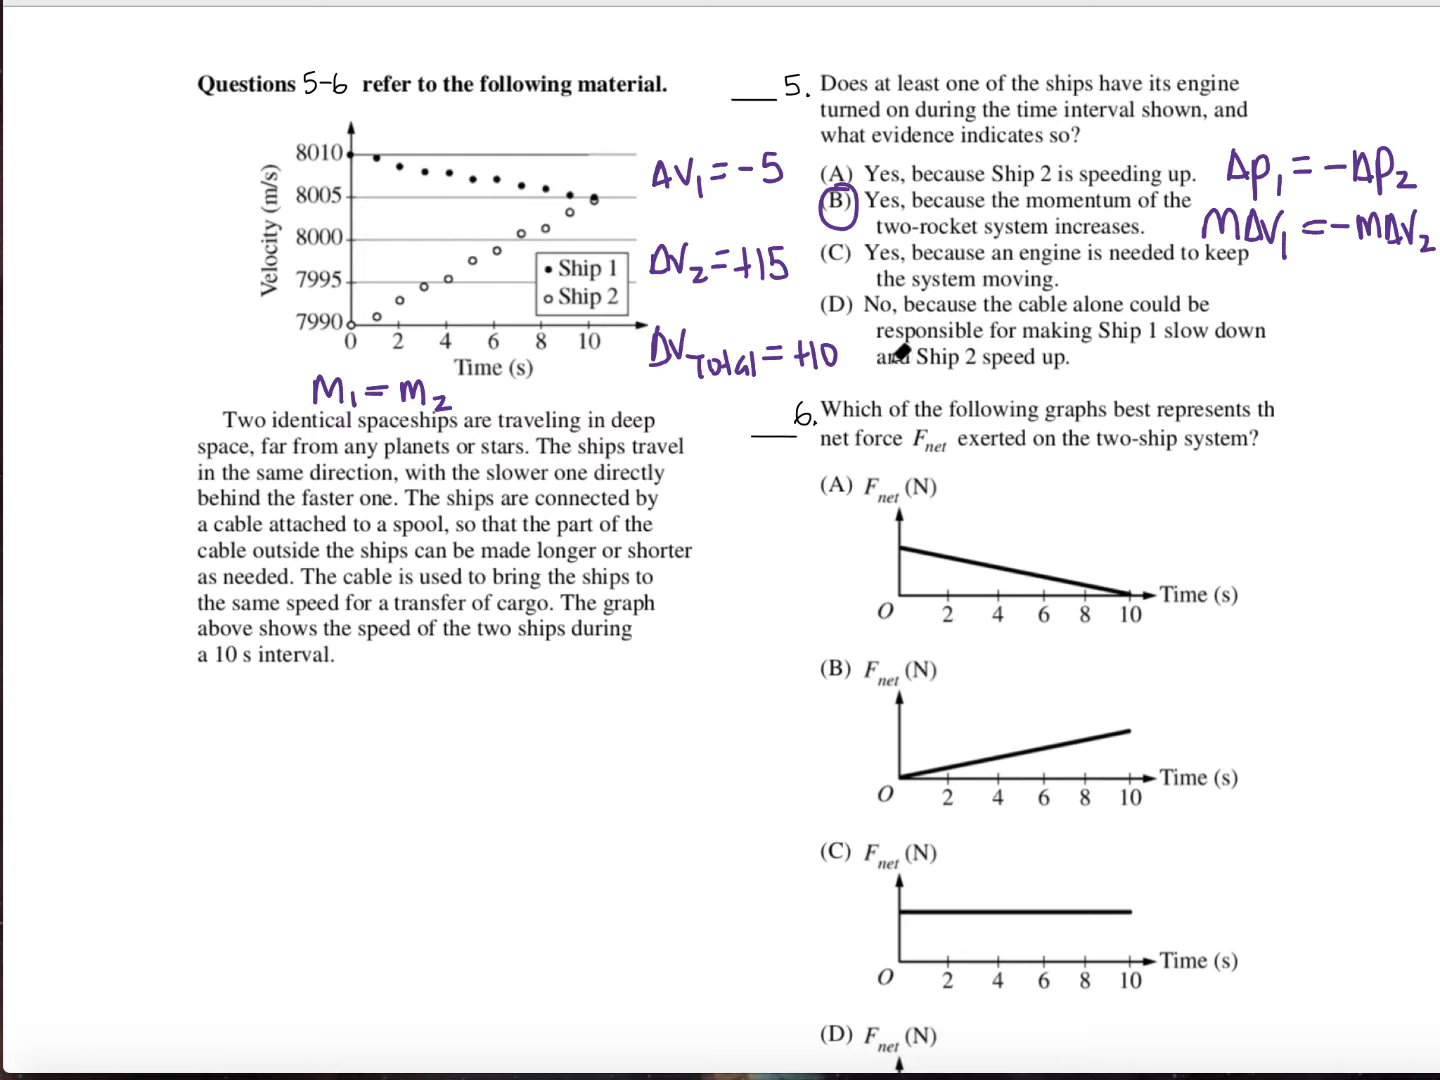 Questions 5-6 refer to the following material.
8010
8005
8000
7995
7990
Velocity (m/s)
0 2 4 6 8 10
Time (s)
Ship 1
Ship 2
ΔV₁ = -5
ΔV₂ = +15
ΔV Total = +10
M₁ = m₂
Two identical spaceships are traveling in deep
space, far from any planets or stars. The ships travel
in the same direction, with the slower one directly
behind the faster one. The ships are connected by
a cable attached to a spool, so that the part of the
cable outside the ships can be made longer or shorter
as needed. The cable is used to bring the ships to
the same speed for a transfer of cargo. The graph
above shows the speed of the two ships during
a 10 s interval.
5. Does at least one of the ships have its engine
turned on during the time interval shown, and
what evidence indicates so?
(A) Yes, because Ship 2 is speeding up.
(B) Yes, because the momentum of the
two-rocket system increases.
(C) Yes, because an engine is needed to keep
the system moving.
(D) No, because the cable alone could be
responsible for making Ship 1 slow down
and Ship 2 speed up.
Δp₁ = -Δp₂
MΔV₁ = -MΔV₂
6. Which of the following graphs best represents th
net force Fnet exerted on the two-ship system?
(A) Fnet (N)
Time (s)
O 2 4 6 8 10
(B) Fnet (N)
Time (s)
O 2 4 6 8 10
(C) Fnet (N)
Time (s)
O 2 4 6 8 10
(D) Fnet (N)